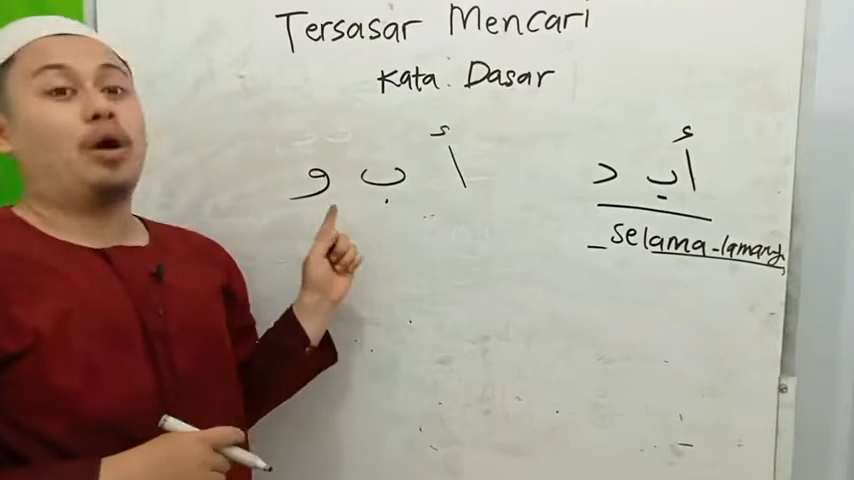 Tersasar Mencari
Kata Dasar
أ ب و
أ ب د
_ Selama-lamanya